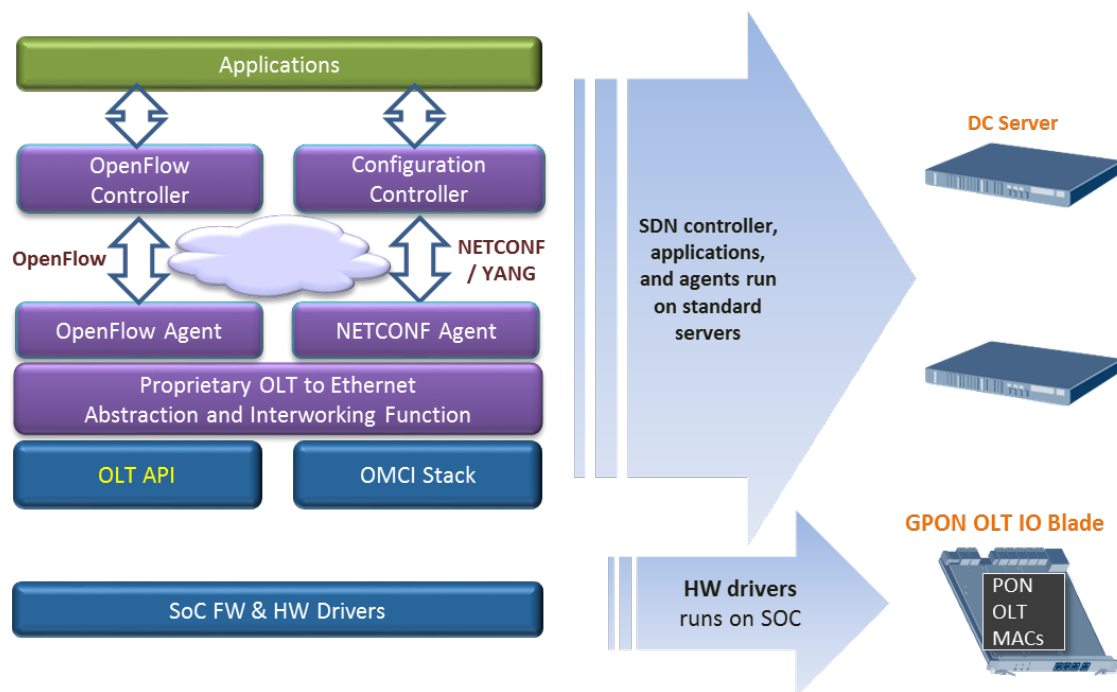 Applications
OpenFlow
Controller
Configuration
Controller
OpenFlow
NETCONF
/ YANG
OpenFlow Agent
NETCONF Agent
Proprietary OLT to Ethernet
Abstraction and Interworking Function
OLT API
OMCI Stack
SoC FW & HW Drivers
SDN controller,
applications,
and agents run
on standard
servers
HW drivers
runs on SOC
DC Server
GPON OLT IO Blade
PON
OLT
MACs